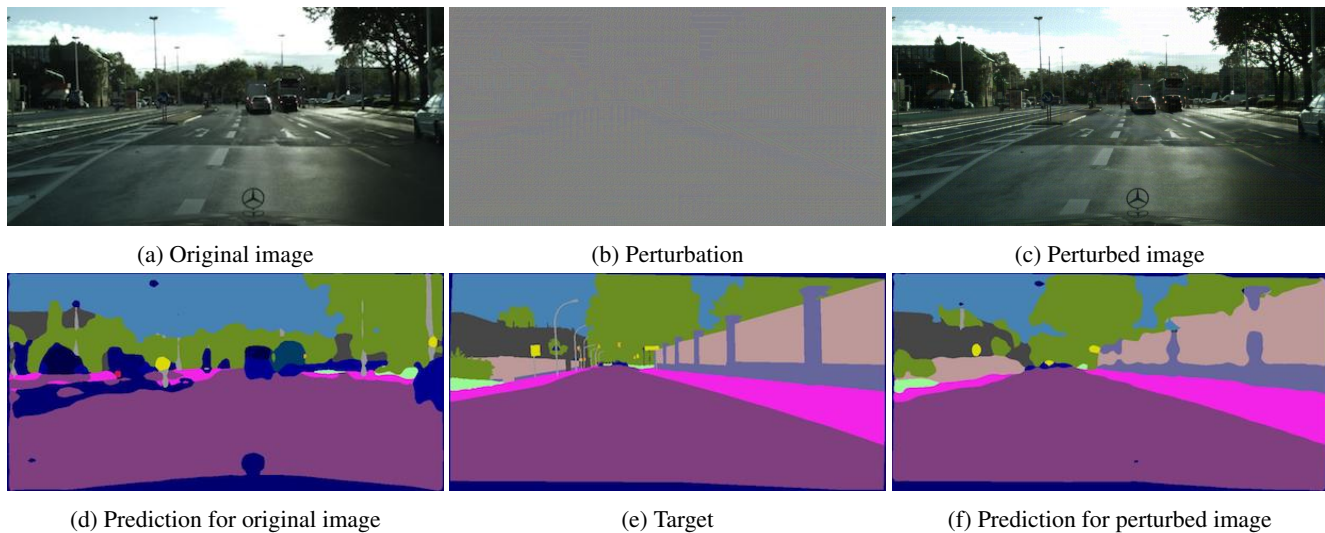 (a) Original image
(b) Perturbation
(c) Perturbed image
(d) Prediction for original image
(e) Target
(f) Prediction for perturbed image